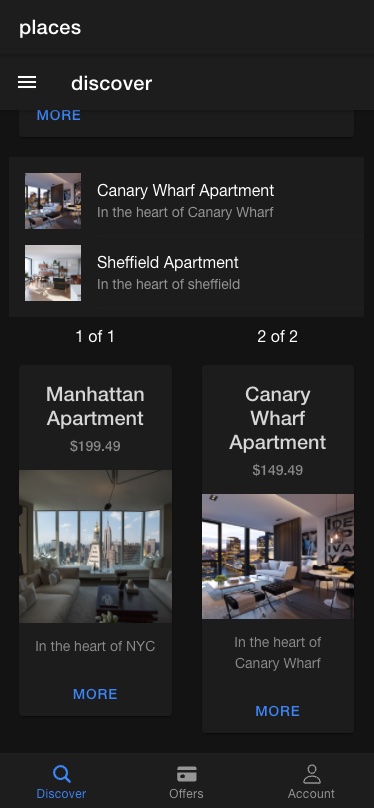 places
discover
MORE
Canary Wharf Apartment
In the heart of Canary Wharf
Sheffield Apartment
In the heart of sheffield
1 of 1
2 of 2
Manhattan
Apartment
$199.49
In the heart of NYC
MORE
Canary
Wharf
Apartment
$149.49
In the heart of
Canary Wharf
MORE
Discover
Offers
Account